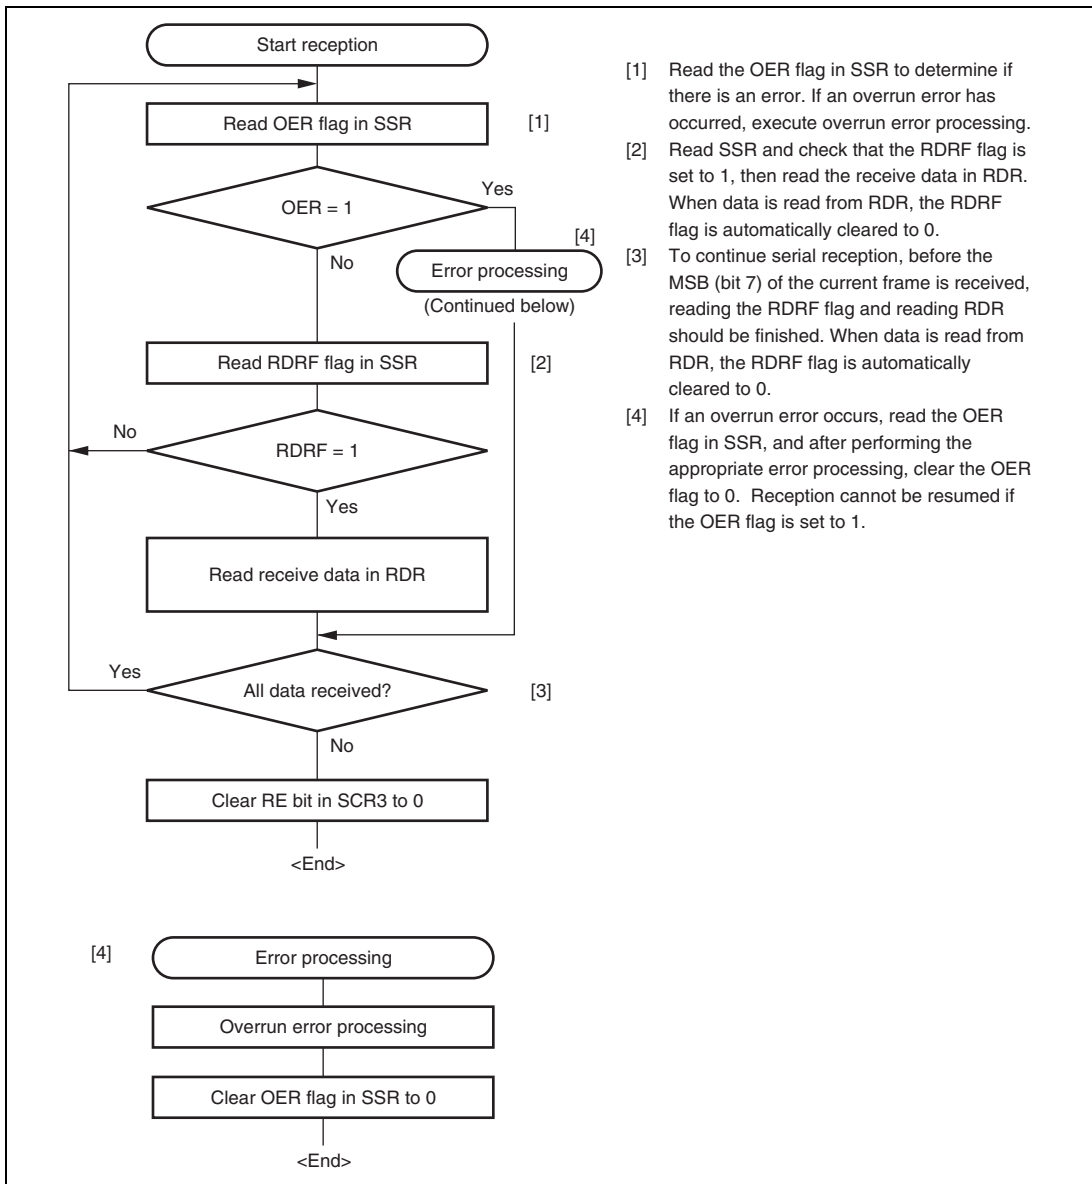 Start reception
Read OER flag in SSR
[1]
OER = 1
Yes
No
[4]
Error processing
(Continued below)
Read RDRF flag in SSR
[2]
RDRF = 1
No
Yes
Read receive data in RDR
All data received?
[3]
Yes
No
Clear RE bit in SCR3 to 0
<End>
[4]
Error processing
Overrun error processing
Clear OER flag in SSR to 0
<End>
[1] Read the OER flag in SSR to determine if
there is an error. If an overrun error has
occurred, execute overrun error processing.
[2] Read SSR and check that the RDRF flag is
set to 1, then read the receive data in RDR.
When data is read from RDR, the RDRF
flag is automatically cleared to 0.
[3] To continue serial reception, before the
MSB (bit 7) of the current frame is received,
reading the RDRF flag and reading RDR
should be finished. When data is read from
RDR, the RDRF flag is automatically
cleared to 0.
[4] If an overrun error occurs, read the OER
flag in SSR, and after performing the
appropriate error processing, clear the OER
flag to 0.  Reception cannot be resumed if
the OER flag is set to 1.